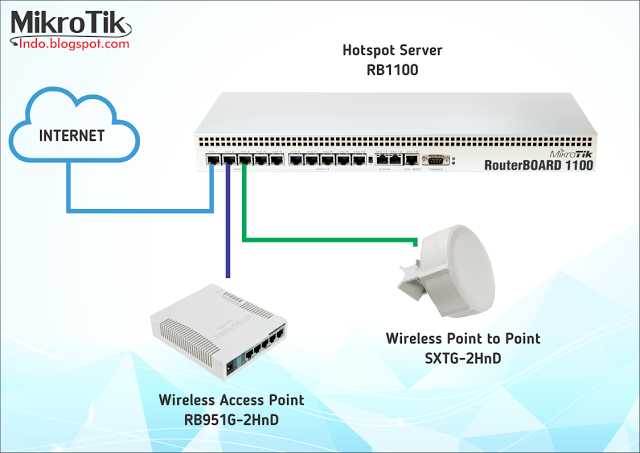 MikroTik
Indo.blogspot.com
Hotspot Server
RB1100
INTERNET
MikroTik
RouterBOARD 1100
Wireless Point to Point
SXTG-2HnD
Wireless Access Point
RB951G-2HnD